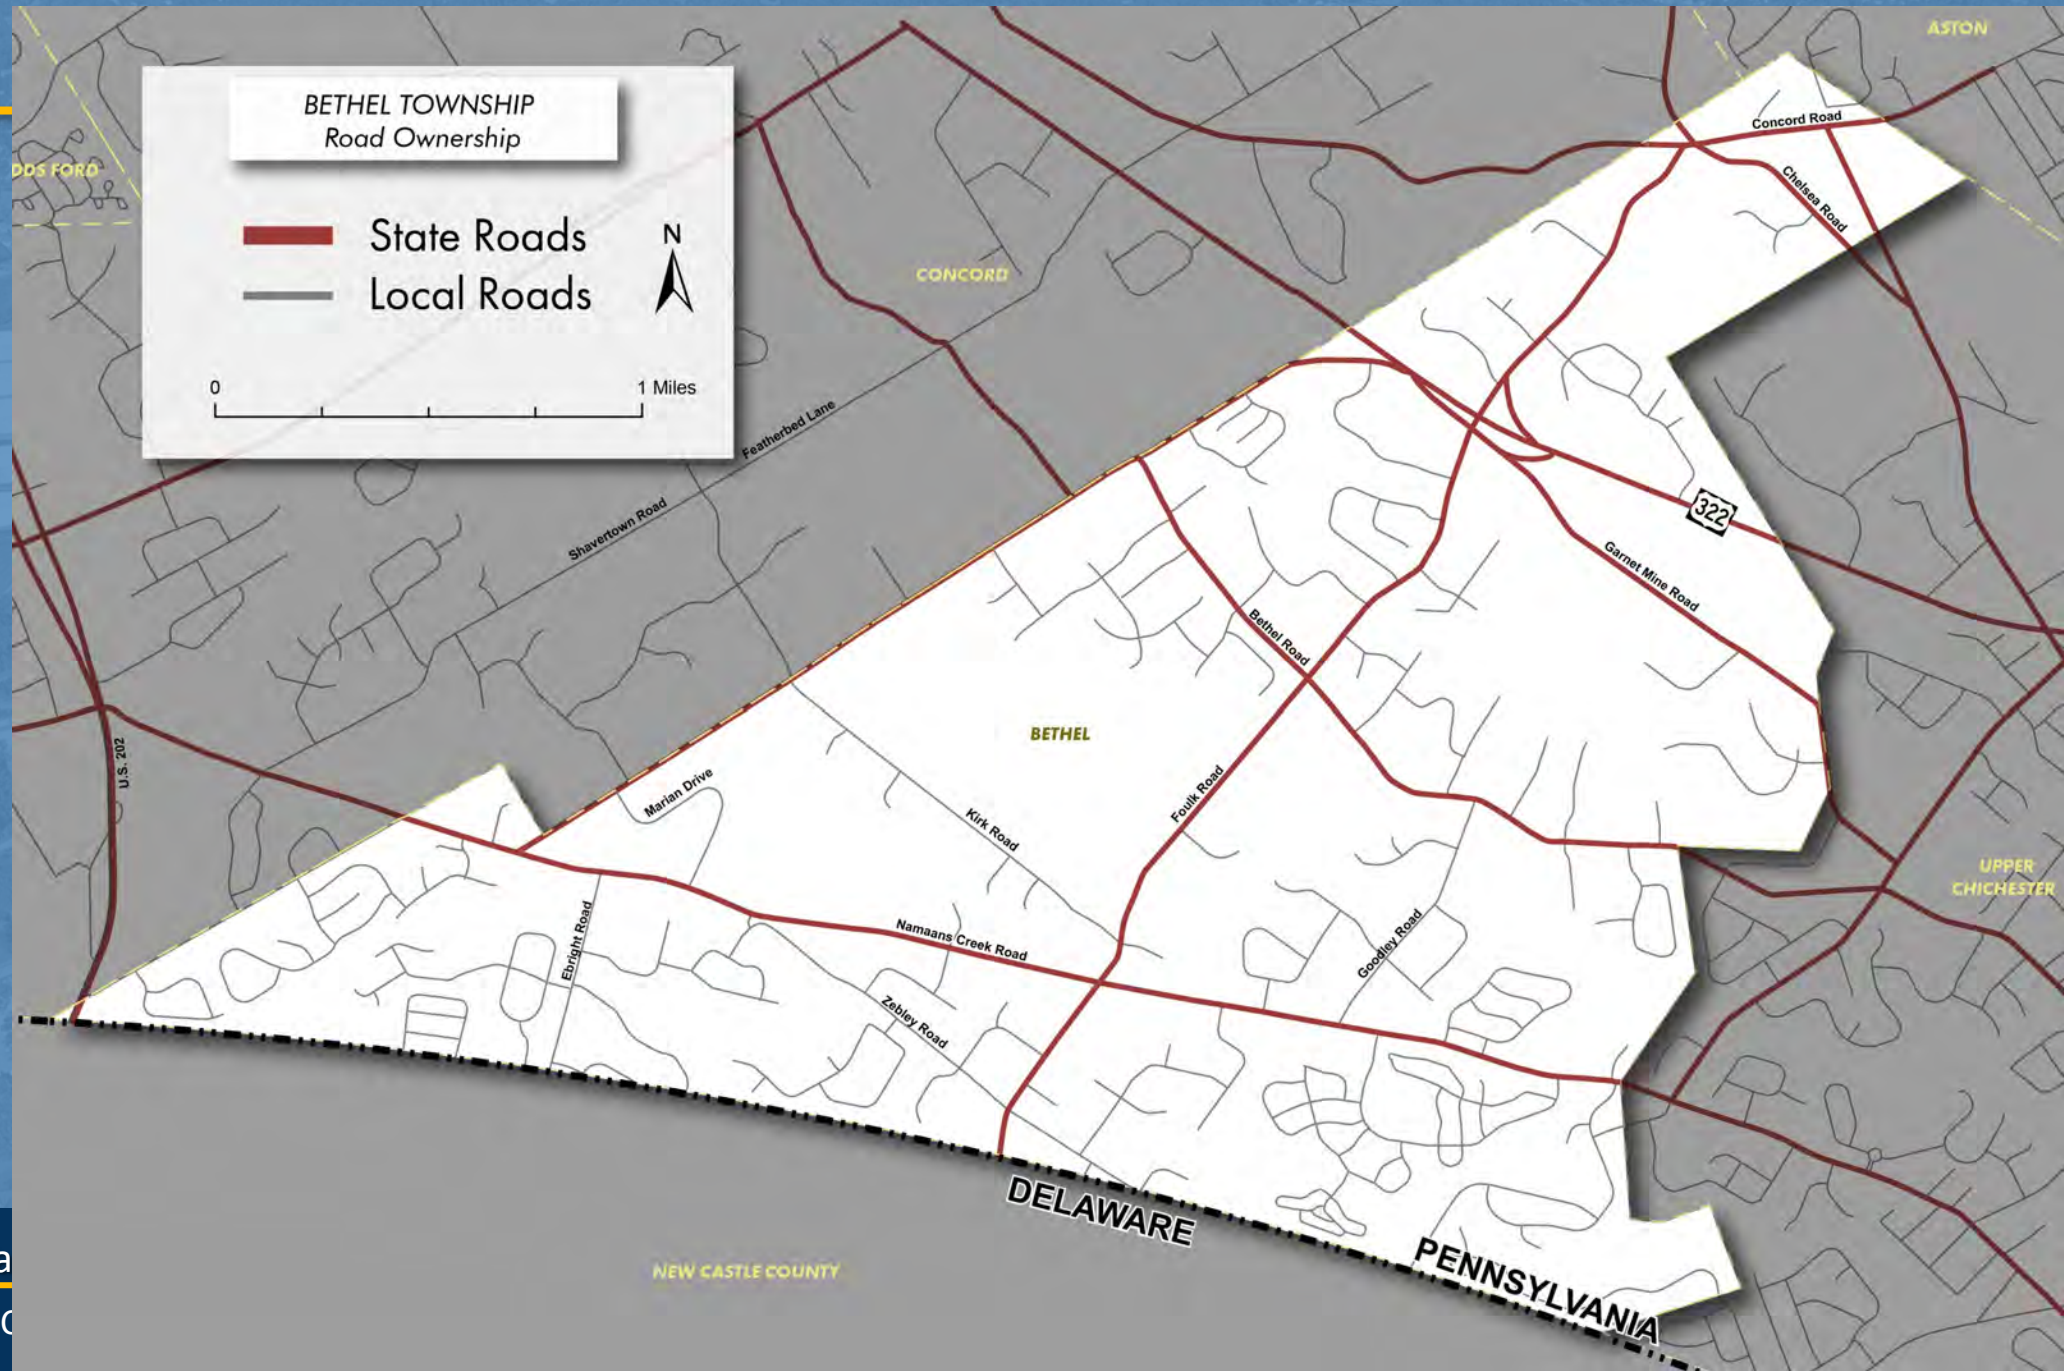 BETHEL TOWNSHIP
Road Ownership
State Roads
Local Roads
N
0
1 Miles
ASTON
Concord Road
DDS FORD
Chelsea Road
CONCORD
Featherbed Lane
Shavertown Road
322
Garnet Mine Road
Bethel Road
BETHEL
U.S. 202
Marian Drive
Foulk Road
Kirk Road
UPPER
CHICHESTER
Ebright Road
Namaans Creek Road
Goodley Road
Zebley Road
DELAWARE
PENNSYLVANIA
NEW CASTLE COUNTY